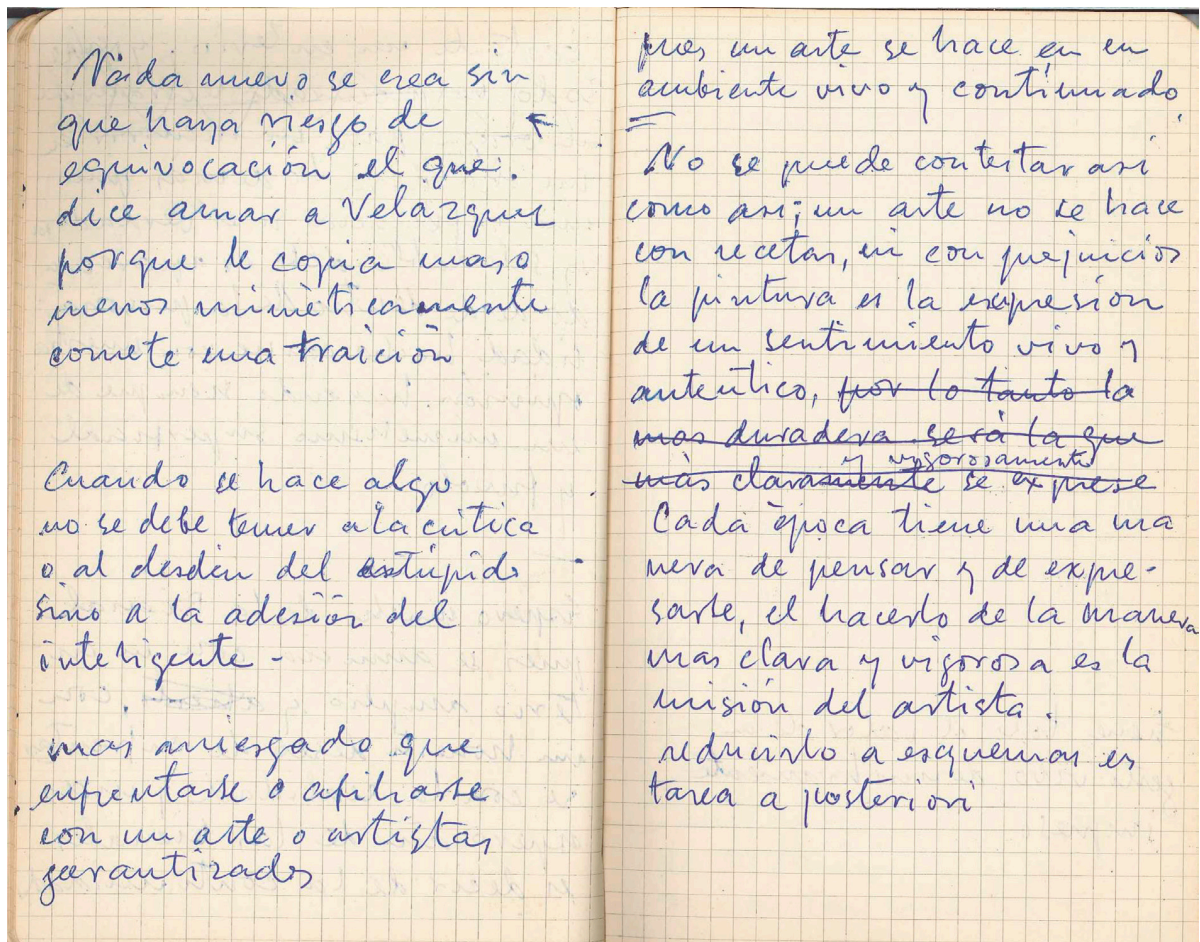 Nada nuevo se crea sin
que haya riesgo de
equivocación el que.
dice amar a Velazquez
porque le copia maso
menos miméticamente
comete una traición
Cuando se hace algo
no se debe temer a la crítica
o al desdén del estúpido
sino a la adesión del
inteligente -
mas arriesgado que
enfrentarse o afiliarse
con un arte o artistas
garantizados
pues un arte se hace en en
ambiente vivo y continuado.
No se puede contestar asi
como asi; un arte no se hace
con recetas, ni con prejuicios
la pintura es la expresión
de un sentimiento vivo y
autentico, por lo tanto la
mas duradera será la que
y vigorosamente
más claramente se exprese
Cada època tiene una ma
nera de pensar y de expre-
sarse, el hacerlo de la manera
mas clara y vigorosa es la
misión del artista.
reducirlo a esquemas es
tarea a posteriori